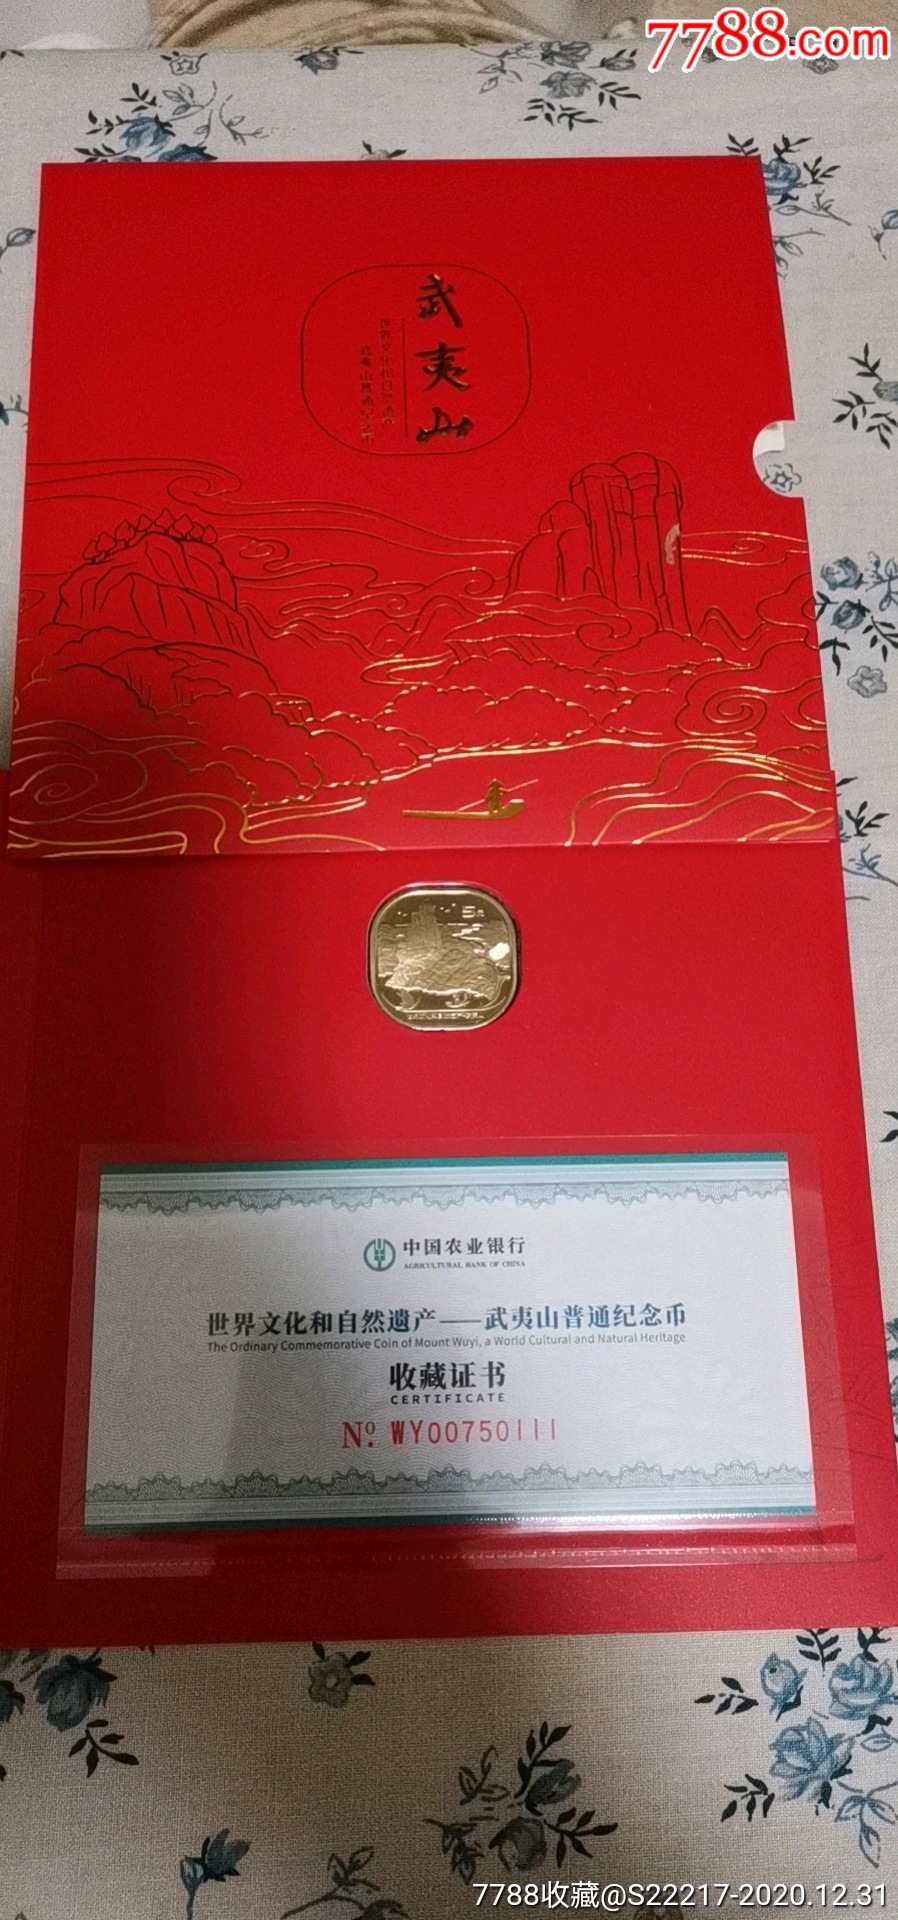 7788.com
武夷山
世界文化和自然遗产
武夷山普通纪念币
5元
中国农业银行
AGRICULTURAL BANK OF CHINA
世界文化和自然遗产——武夷山普通纪念币
The Ordinary Commemorative Coin of Mount Wuyi, a World Cultural and Natural Heritage
收藏证书
CERTIFICATE
Nº. WY00750111
7788收藏@S22217-2020.12.31